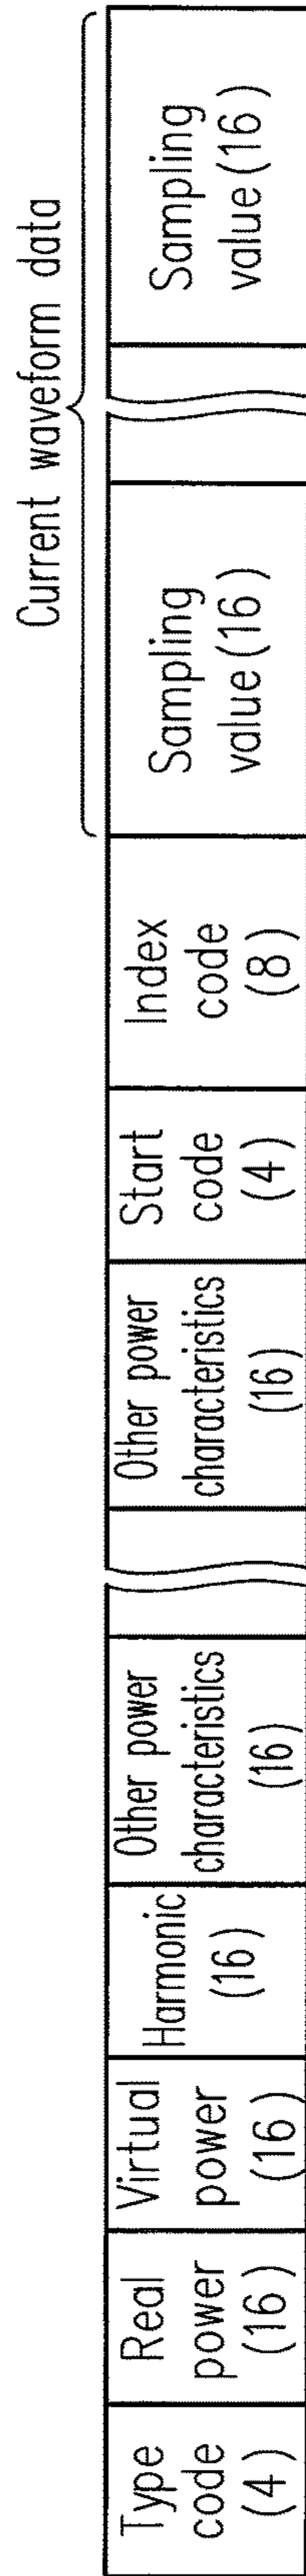 Current waveform data
Type
code
(4)
Real
power
(16)
Virtual
power
(16)
Harmonic
(16)
Other power
characteristics
(16)
Other power
characteristics
(16)
Start
code
(4)
Index
code
(8)
Sampling
value(16)
Sampling
value(16)